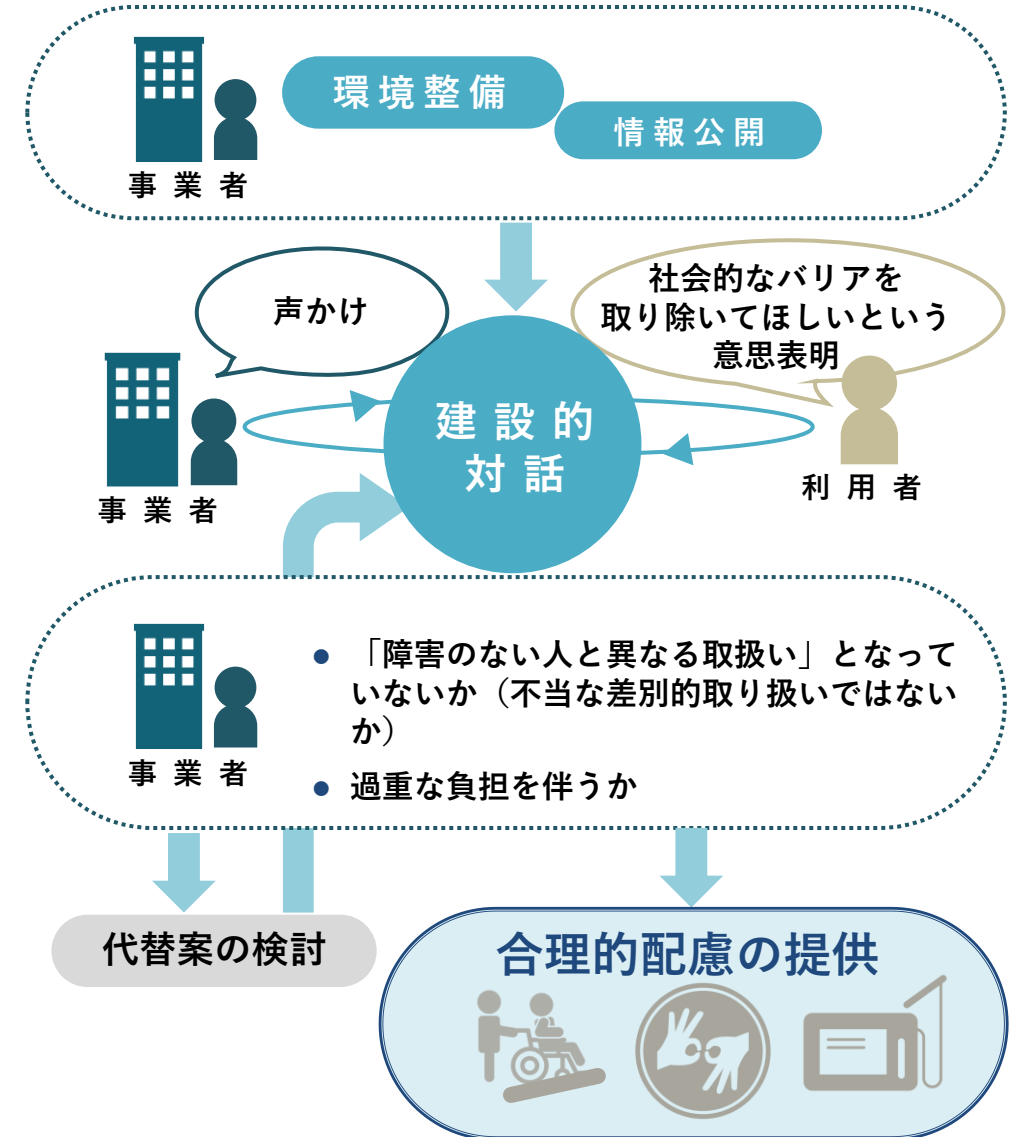 環境整備
情報公開
事業者
声かけ
社会的なバリアを
取り除いてほしいという
意思表明
建設的
対話
事業者
利用者
● 「障害のない人と異なる取扱い」となって
いないか（不当な差別的取り扱いではない
か）
● 過重な負担を伴うか
事業者
代替案の検討
合理的配慮の提供